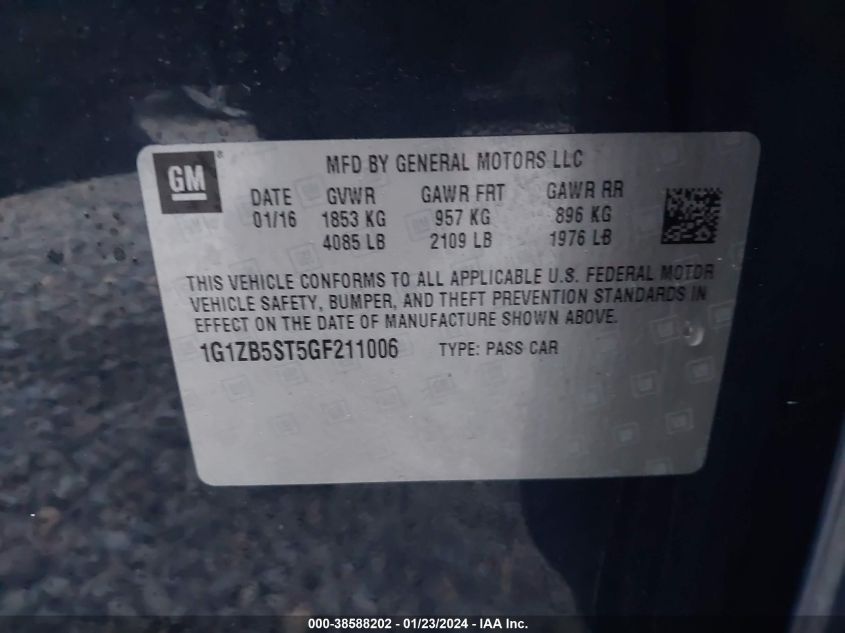 GM®
MFD BY GENERAL MOTORS LLC
DATE GVWR GAWR FRT GAWR RR
01/16 1853 KG 957 KG 896 KG
4085 LB 2109 LB 1976 LB
THIS VEHICLE CONFORMS TO ALL APPLICABLE U.S. FEDERAL MOTOR
VEHICLE SAFETY, BUMPER, AND THEFT PREVENTION STANDARDS IN
EFFECT ON THE DATE OF MANUFACTURE SHOWN ABOVE.
1G1ZB5ST5GF211006 TYPE: PASS CAR
000-38588202 - 01/23/2024 - IAA Inc.